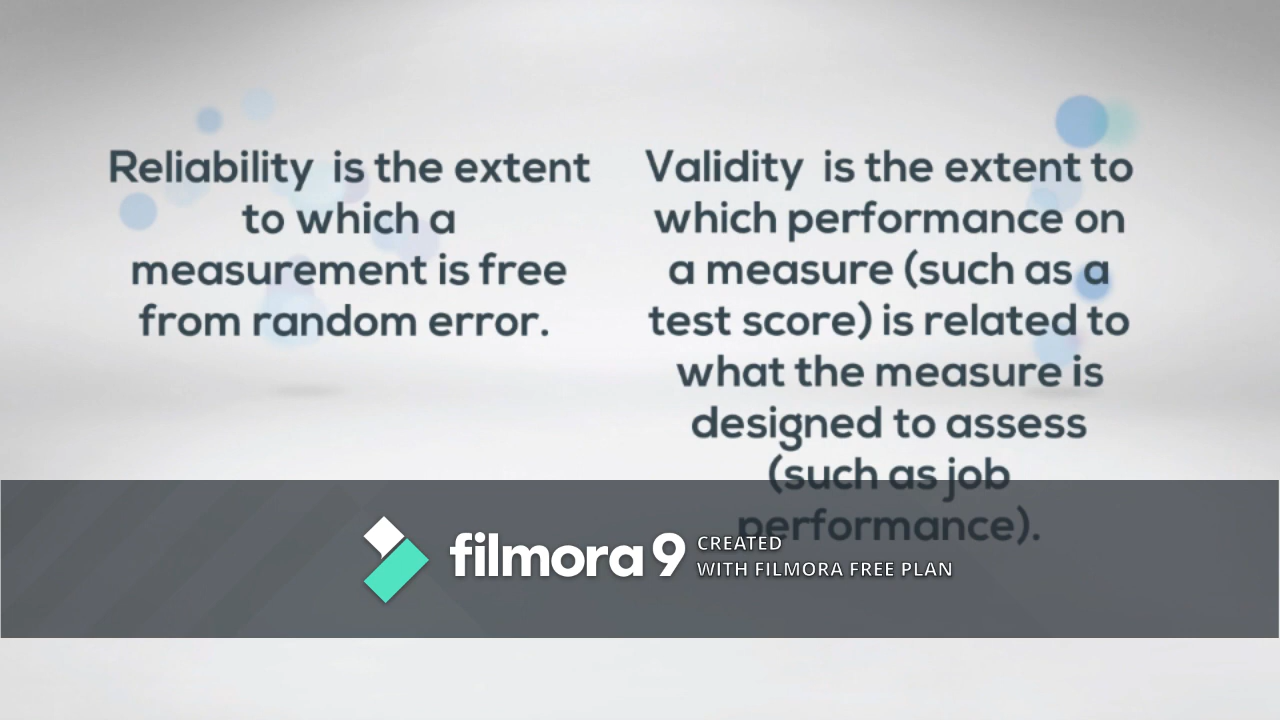 Reliability is the extent
to which a
measurement is free
from random error.
Validity is the extent to
which performance on
a measure (such as a
test score) is related to
what the measure is
designed to assess
(such as job
performance).
filmora 9
CREATED
WITH FILMORA FREE PLAN